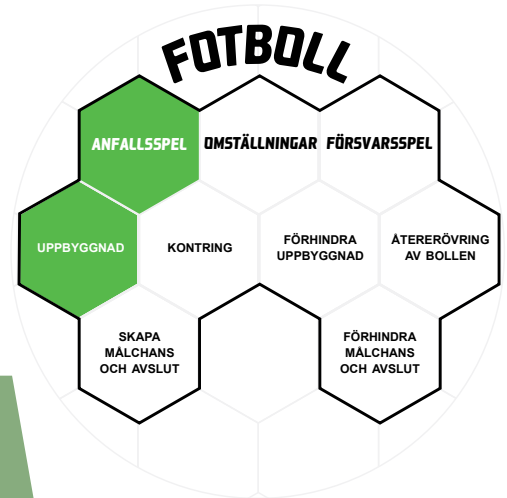 FOTBOLL
ANFALLSSPEL
OMSTÄLLNINGAR
FÖRSVARSSPEL
UPPBYGGNAD
KONTRING
FÖRHINDRA
UPPBYGGNAD
ÅTERERÖVRING
AV BOLLEN
SKAPA
MÅLCHANS
OCH AVSLUT
FÖRHINDRA
MÅLCHANS
OCH AVSLUT